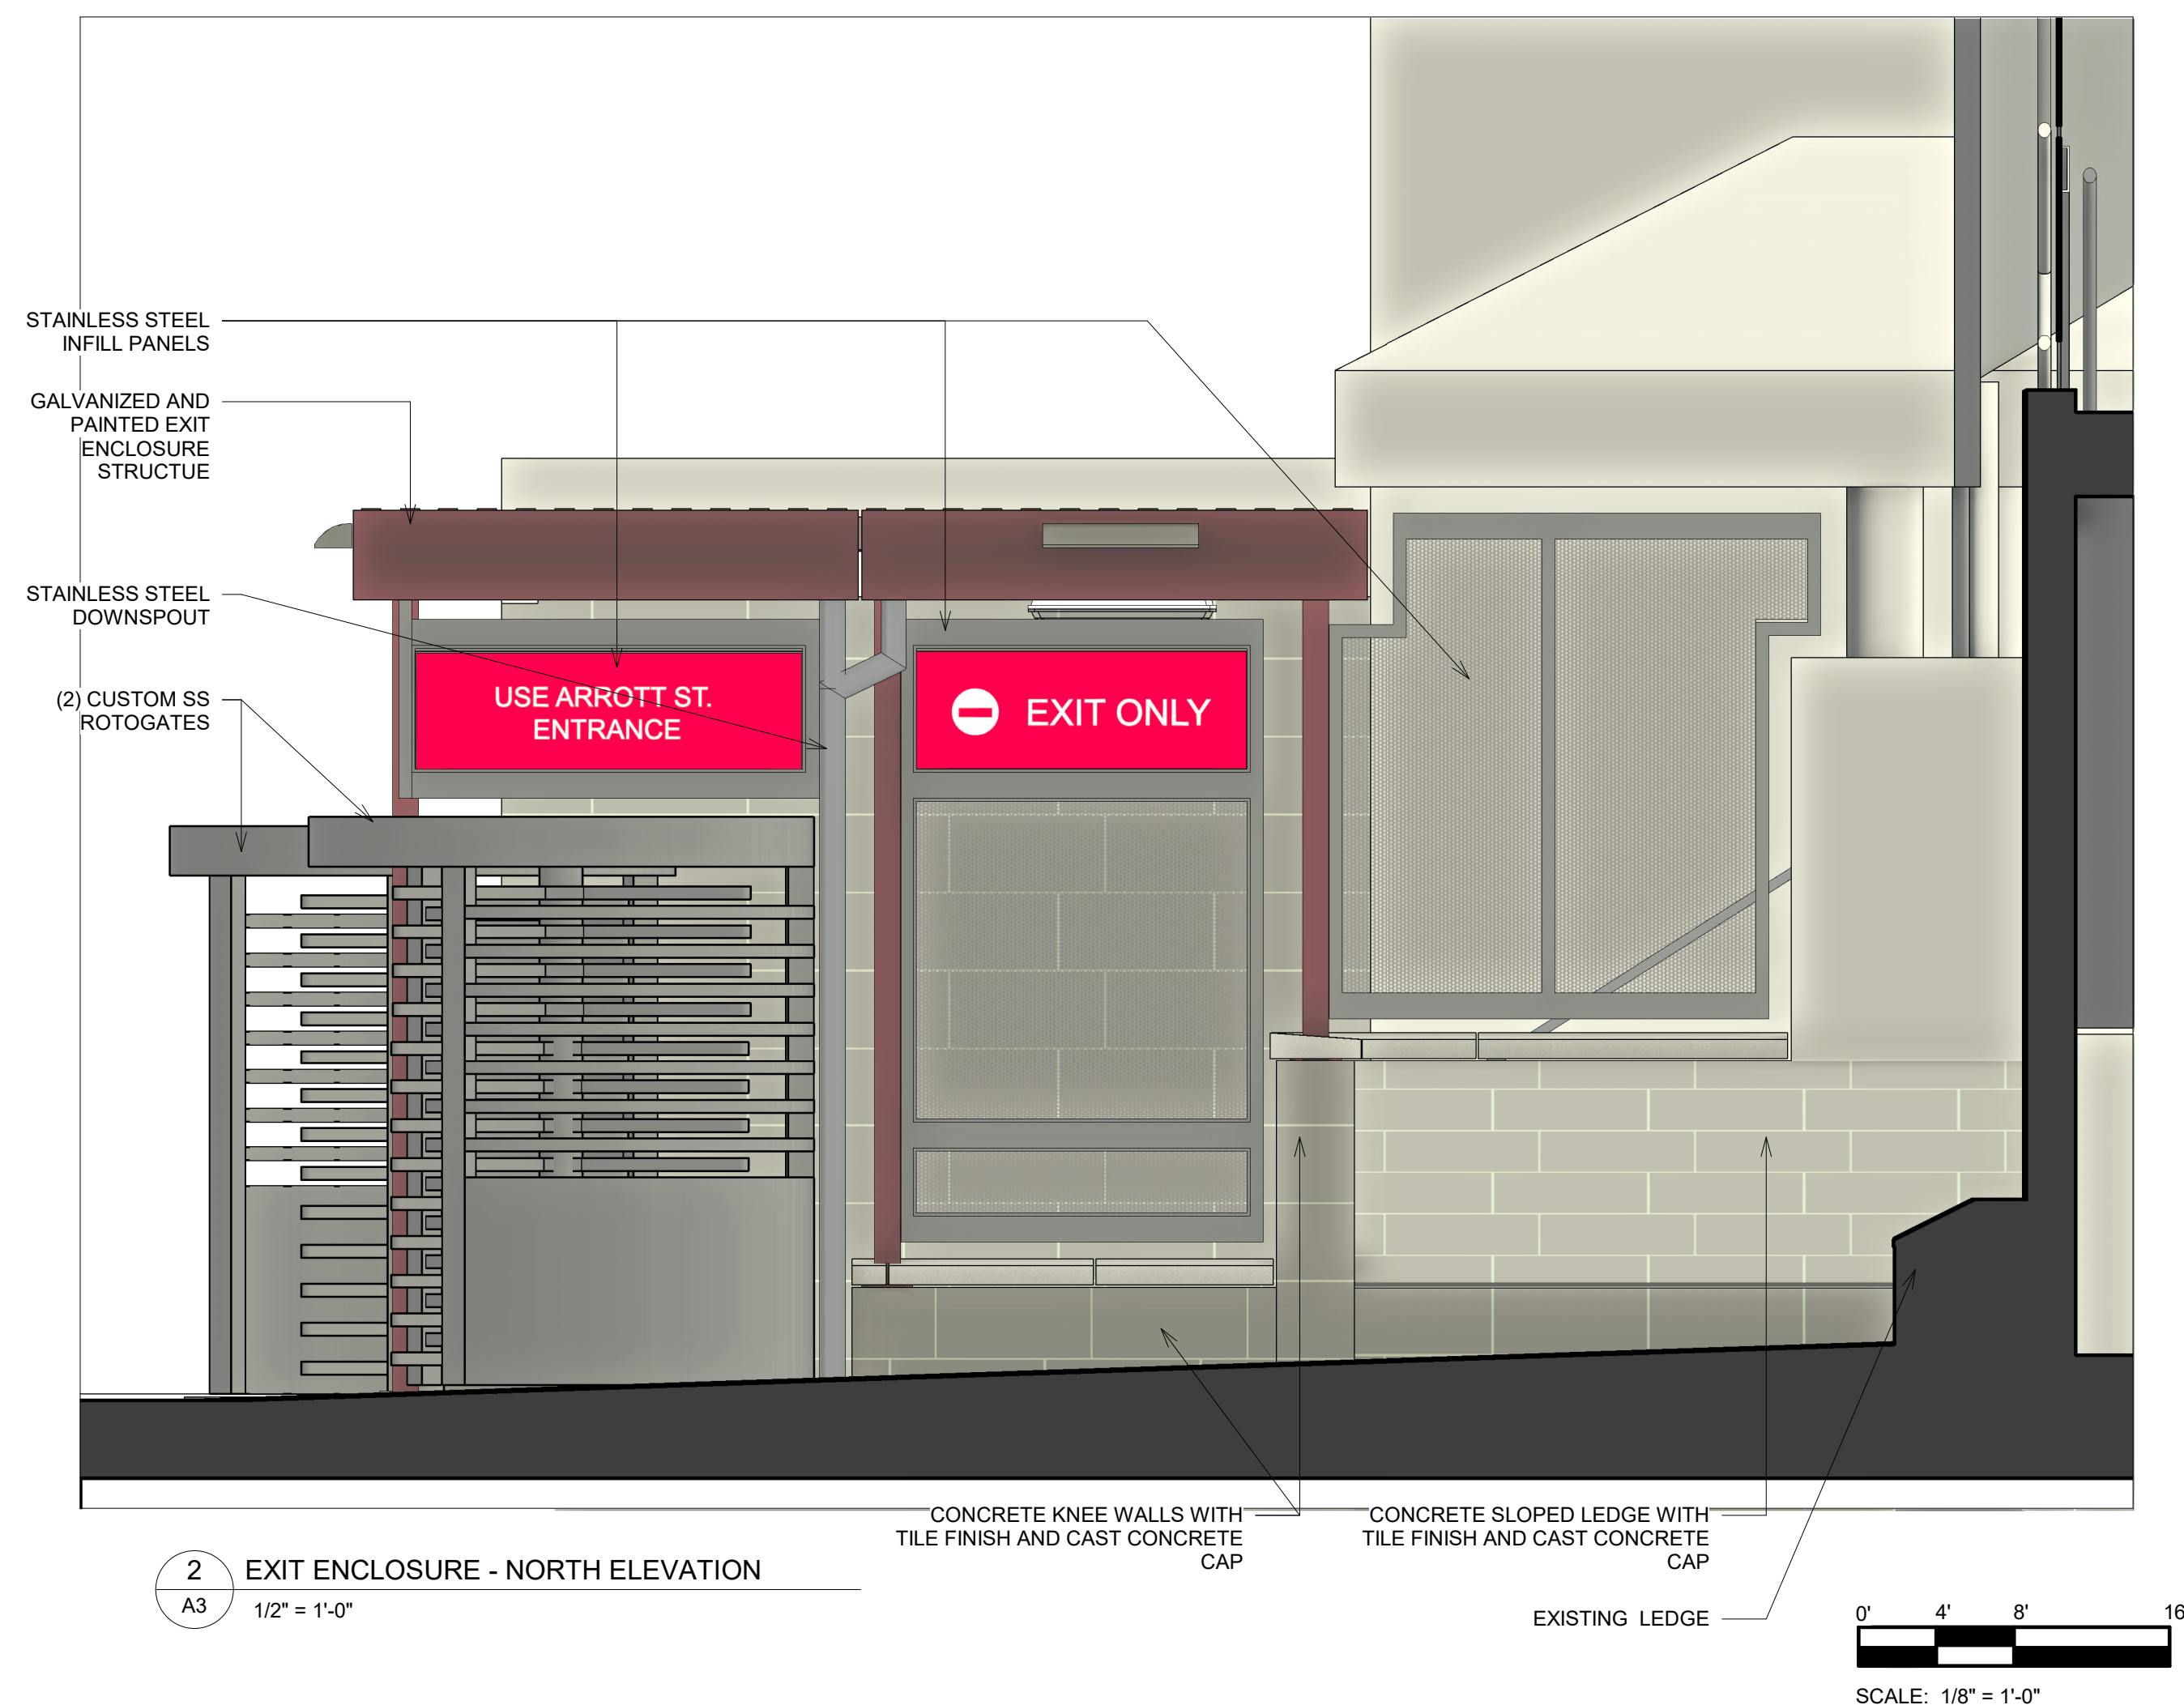 STAINLESS STEEL
INFILL PANELS
GALVANIZED AND
PAINTED EXIT
ENCLOSURE
STRUCTUE
STAINLESS STEEL
DOWNSPOUT
(2) CUSTOM SS
ROTOGATES
USE ARROTT ST.
ENTRANCE
EXIT ONLY
CONCRETE KNEE WALLS WITH
TILE FINISH AND CAST CONCRETE
CAP
CONCRETE SLOPED LEDGE WITH
TILE FINISH AND CAST CONCRETE
CAP
EXISTING LEDGE
2
A3
EXIT ENCLOSURE - NORTH ELEVATION
1/2" = 1'-0"
0' 4' 8' 16
SCALE: 1/8" = 1'-0"